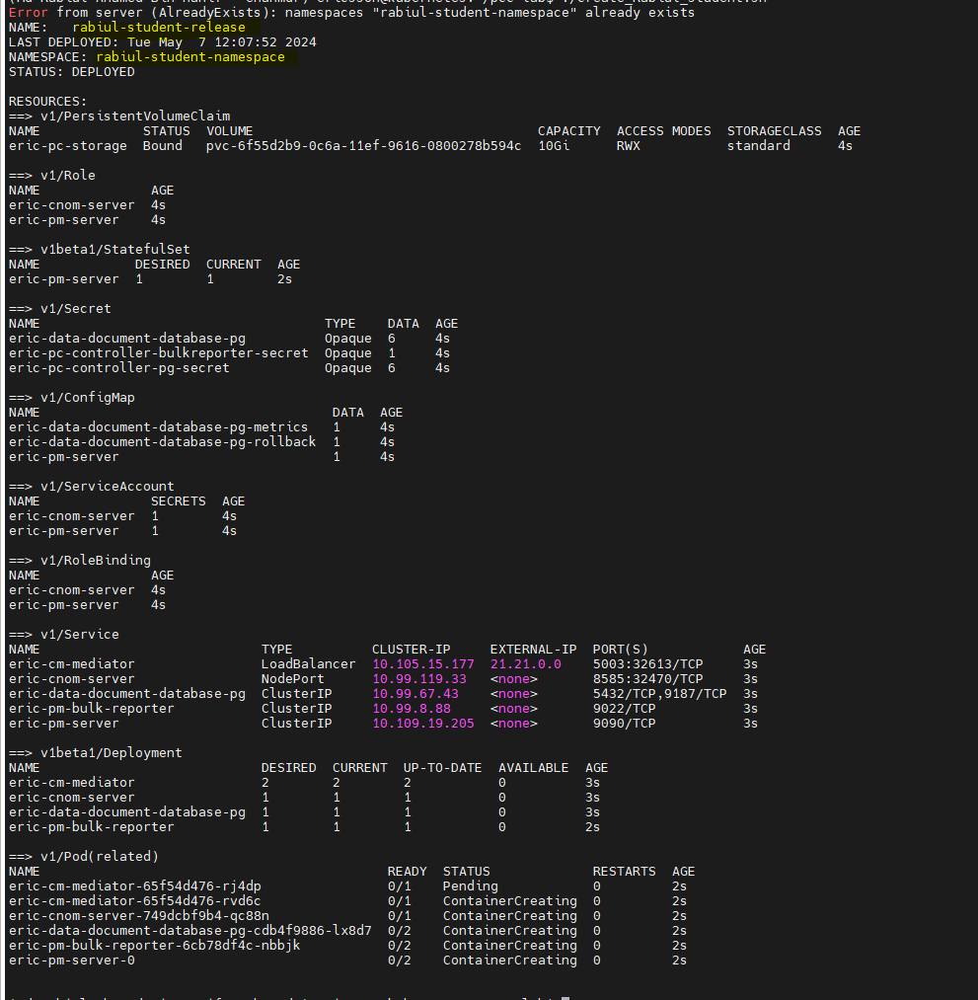 Error from server (AlreadyExists): namespaces "rabiul-student-namespace" already exists
NAME:   rabiul-student-release
LAST DEPLOYED: Tue May  7 12:07:52 2024
NAMESPACE: rabiul-student-namespace
STATUS: DEPLOYED
RESOURCES:
==> v1/PersistentVolumeClaim
NAME             STATUS  VOLUME                                    CAPACITY  ACCESS MODES  STORAGECLASS  AGE
eric-pc-storage  Bound   pvc-6f55d2b9-0c6a-11ef-9616-0800278b594c  10Gi      RWX           standard      4s
==> v1/Role
NAME              AGE
eric-cnom-server  4s
eric-pm-server    4s
==> v1beta1/StatefulSet
NAME            DESIRED  CURRENT  AGE
eric-pm-server  1        1        2s
==> v1/Secret
NAME                                    TYPE    DATA  AGE
eric-data-document-database-pg          Opaque  6     4s
eric-pc-controller-bulkreporter-secret  Opaque  1     4s
eric-pc-controller-pg-secret            Opaque  6     4s
==> v1/ConfigMap
NAME                                     DATA  AGE
eric-data-document-database-pg-metrics   1     4s
eric-data-document-database-pg-rollback  1     4s
eric-pm-server                           1     4s
==> v1/ServiceAccount
NAME              SECRETS  AGE
eric-cnom-server  1        4s
eric-pm-server    1        4s
==> v1/RoleBinding
NAME              AGE
eric-cnom-server  4s
eric-pm-server    4s
==> v1/Service
NAME                            TYPE          CLUSTER-IP     EXTERNAL-IP  PORT(S)            AGE
eric-cm-mediator                LoadBalancer  10.105.15.177  21.21.0.0    5003:32613/TCP     3s
eric-cnom-server                NodePort      10.99.119.33   <none>       8585:32470/TCP     3s
eric-data-document-database-pg  ClusterIP     10.99.67.43    <none>       5432/TCP,9187/TCP  3s
eric-pm-bulk-reporter           ClusterIP     10.99.8.88     <none>       9022/TCP           3s
eric-pm-server                  ClusterIP     10.109.19.205  <none>       9090/TCP           3s
==> v1beta1/Deployment
NAME                            DESIRED  CURRENT  UP-TO-DATE  AVAILABLE  AGE
eric-cm-mediator                2        2        2           0          3s
eric-cnom-server                1        1        1           0          3s
eric-data-document-database-pg  1        1        1           0          3s
eric-pm-bulk-reporter           1        1        1           0          2s
==> v1/Pod(related)
NAME                                            READY  STATUS             RESTARTS  AGE
eric-cm-mediator-65f54d476-rj4dp                0/1    Pending            0         2s
eric-cm-mediator-65f54d476-rvd6c                0/1    ContainerCreating  0         2s
eric-cnom-server-749dcbf9b4-qc88n               0/1    ContainerCreating  0         2s
eric-data-document-database-pg-cdb4f9886-lx8d7  0/2    ContainerCreating  0         2s
eric-pm-bulk-reporter-6cb78df4c-nbbjk           0/2    ContainerCreating  0         2s
eric-pm-server-0                                0/2    ContainerCreating  0         2s